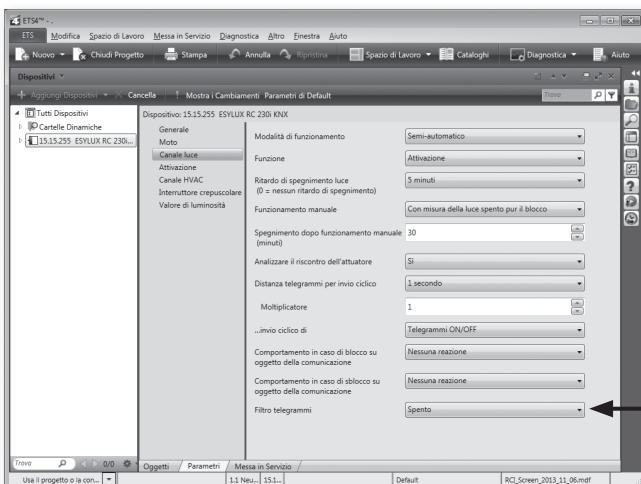 ETS4™ - .
ETS Modifica Spazio di Lavoro Messa in Servizio Diagnostica Altro Finestra Aiuto
Nuovo Chiudi Progetto Stampa Annulla Ripristina Spazio di Lavoro Cataloghi Diagnostica Aiuto
Dispositivi
Aggiungi Dispositivi Cancella Mostra i Cambiamenti Parametri di Default Trova
Tutti Dispositivi
Cartelle Dinamiche
15.15.255 ESYLUX RC 230i...
Dispositivo: 15.15.255 ESYLUX RC 230i KNX
Generale
Moto
Canale luce
Attivazione
Canale HVAC
Interruttore crepuscolare
Valore di luminosità
Modalità di funzionamento Semi-automatico
Funzione Attivazione
Ritardo di spegnimento luce 5 minuti
(0 = nessun ritardo di spegnimento)
Funzionamento manuale Con misura della luce spento pur il blocco
Spegnimento dopo funzionamento manuale 30
(minuti)
Analizzare il riscontro dell'attuatore Sì
Distanza telegrammi per invio ciclico 1 secondo
Moltiplicatore 1
...invio ciclico di Telegrammi ON/OFF
Comportamento in caso di blocco su Nessuna reazione
oggetto della comunicazione
Comportamento in caso di sblocco su Nessuna reazione
oggetto della comunicazione
Filtro telegrammi Spento
Trova 0/0 Oggetti Parametri Messa in Servizio
Usa il progetto o la con... 1.1 Neu... 15.1... Default RCI_Screen_2013_11_06.mdf